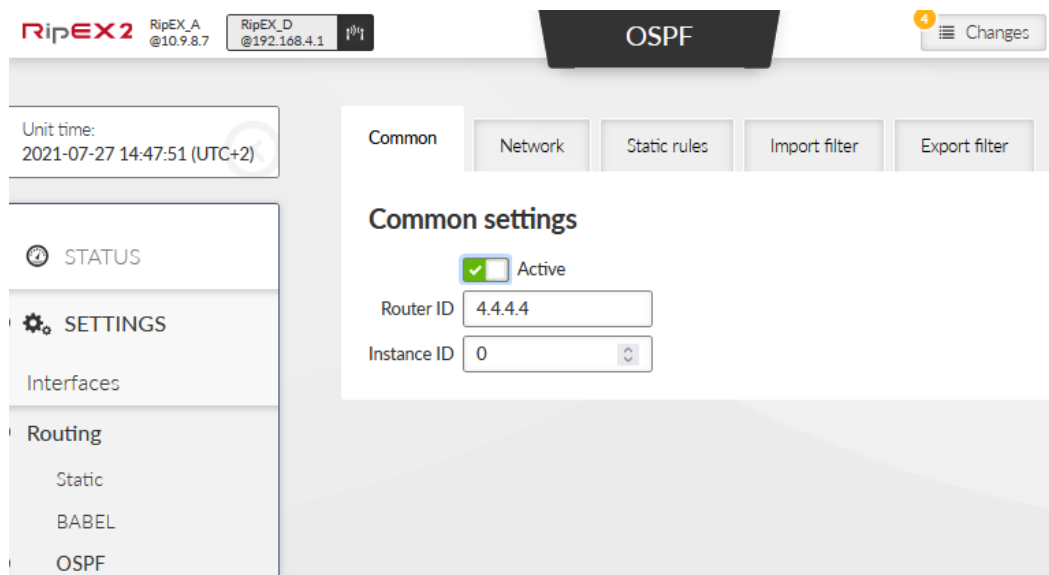 RipEX2
RipEX_A
@10.9.8.7
RipEX_D
@192.168.4.1
OSPF
4
Changes
Unit time:
2021-07-27 14:47:51 (UTC+2)
Common
Network
Static rules
Import filter
Export filter
Common settings
Active
Router ID 4.4.4.4
Instance ID 0
STATUS
SETTINGS
Interfaces
Routing
Static
BABEL
OSPF